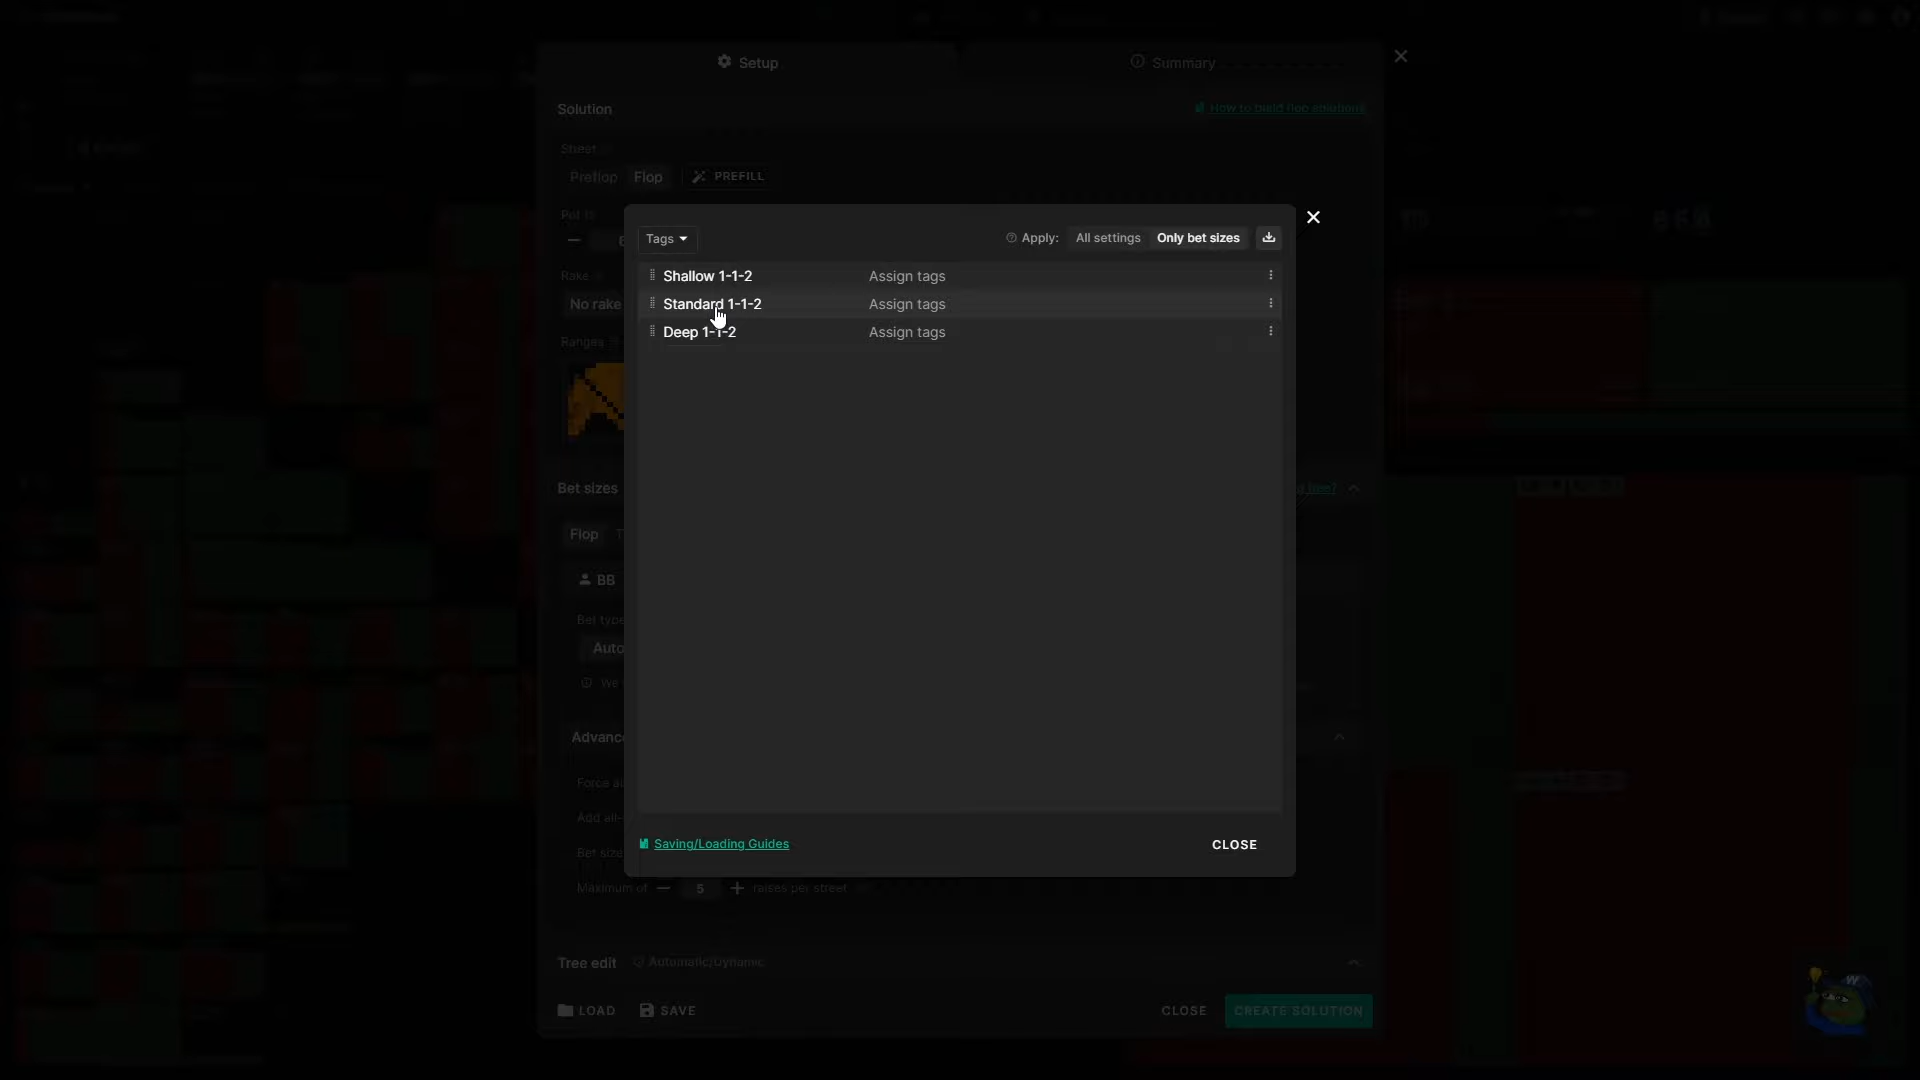 Setup
Summary
Solution
How to build flop solutions
Sheet
Preflop Flop PREFILL
Pot
Tags
Apply: All settings Only bet sizes
Rake
Shallow 1-1-2 Assign tags
No rake
Standard 1-1-2 Assign tags
Ranges
Deep 1-1-2 Assign tags
Bet sizes
Flop
BB
Bet type
Auto
We
Force
Saving/Loading Guides
CLOSE
Maximum of 5 raises per street
Tree edit Automatic/Dynamic
LOAD SAVE CLOSE CREATE SOLUTION